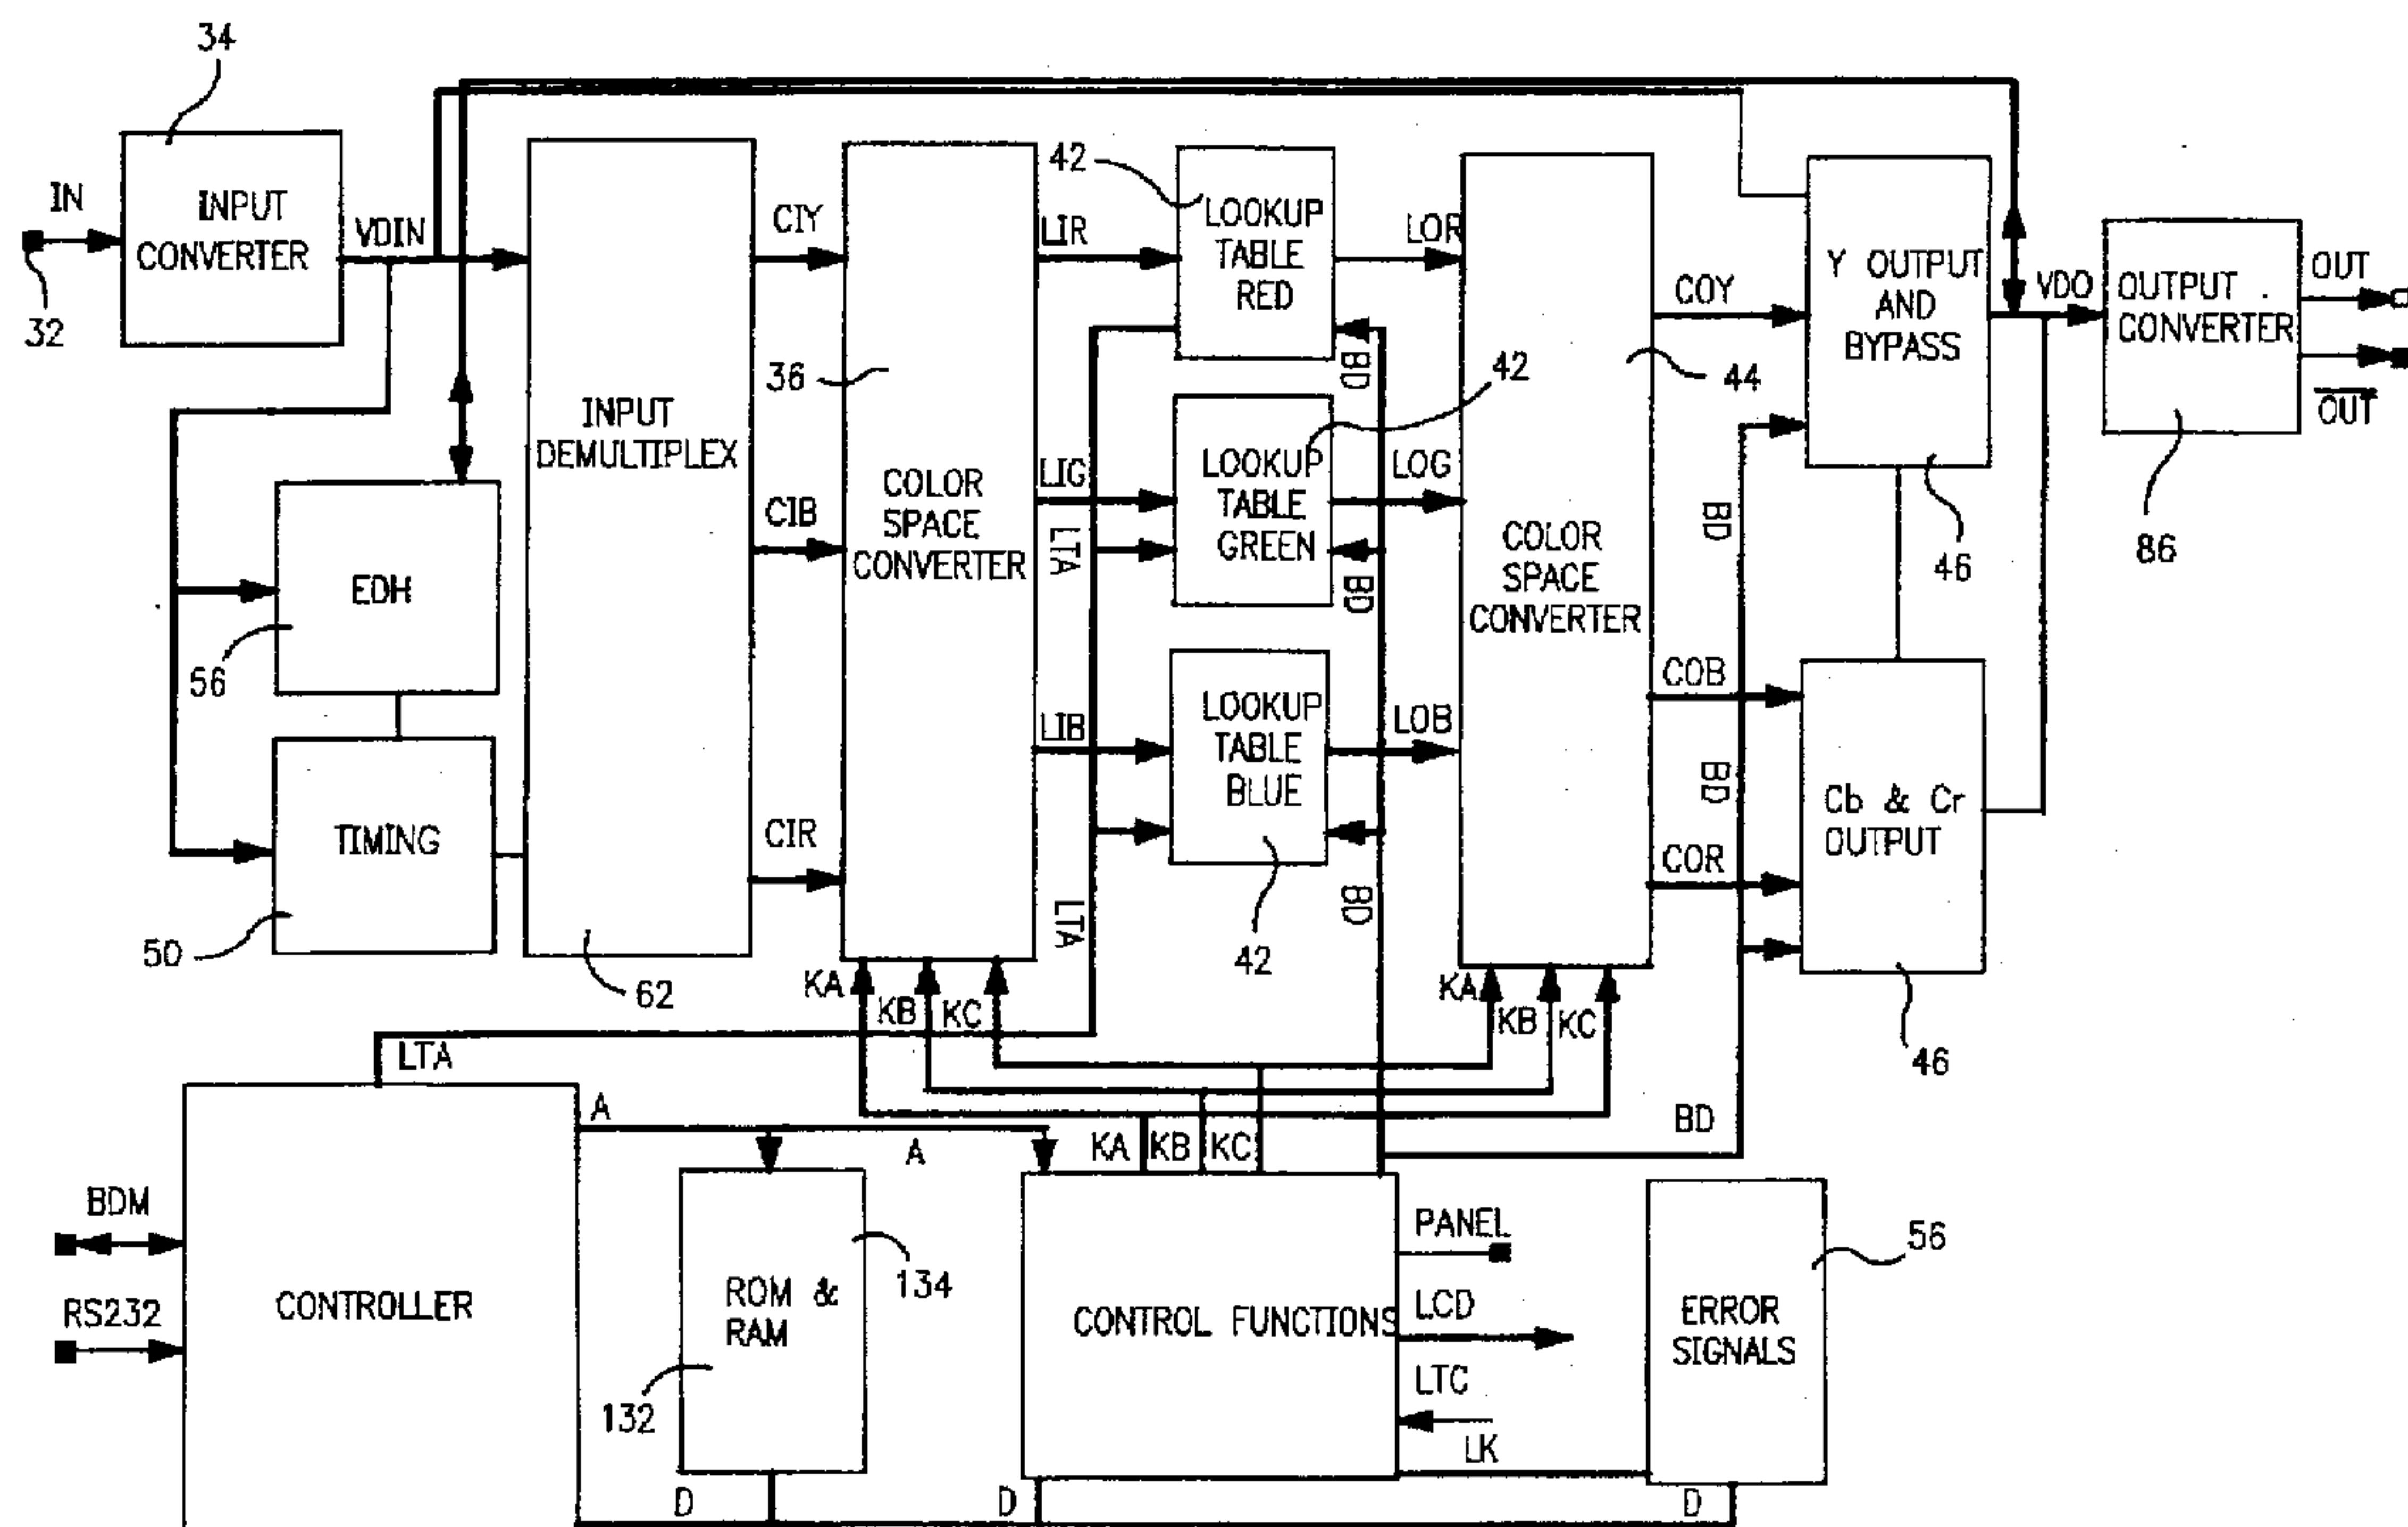 34
IN
INPUT
CONVERTER
VDIN
32
EDH
56
TIMING
50
INPUT
DEMULTIPLEX
62
CIY
CIB
CIR
36
COLOR
SPACE
CONVERTER
KA
KB
KC
LIR
LIG
LTA
LIB
LTA
42
LOOKUP
TABLE
RED
BD
42
LOOKUP
TABLE
GREEN
BD
LOOKUP
TABLE
BLUE
42
BD
LOR
LOG
LOB
COLOR
SPACE
CONVERTER
44
KA
KB
KC
COY
COB
COR
BD
BD
BD
Y OUTPUT
AND
BYPASS
46
Cb & Cr
OUTPUT
46
VDO
OUTPUT
CONVERTER
86
OUT
OUT
LTA
A
A
BDM
RS232
CONTROLLER
ROM &
RAM
134
132
D
KA
KB
KC
CONTROL FUNCTIONS
D
PANEL
LCD
LTC
LK
ERROR
SIGNALS
56
D